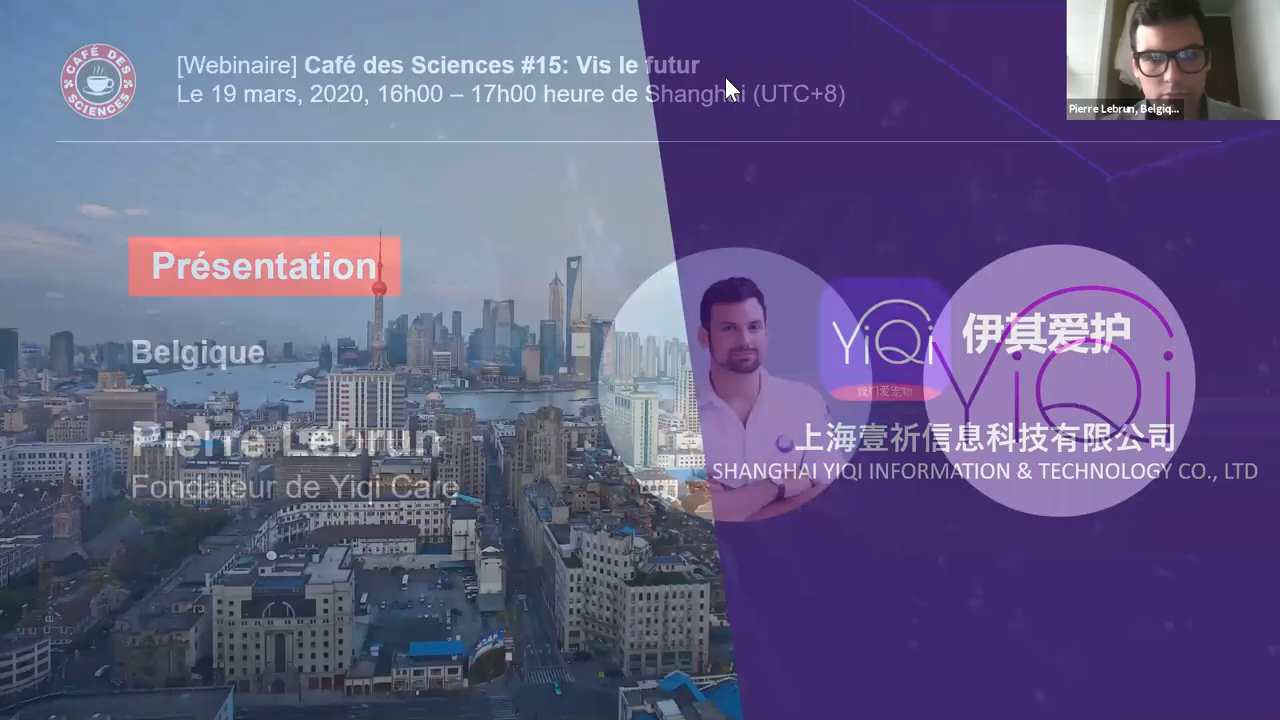 CAFÉ DES SCIENCES
[Webinaire] Café des Sciences #15: Vis le futur
Le 19 mars, 2020, 16h00 – 17h00 heure de Shanghai (UTC+8)
Pierre Lebrun, Belgiq...
Présentation
Belgique
Pierre Lebrun
Fondateur de Yiqi Care
YiQi
伊其爱护
我们爱宠物
YiQi
上海壹祈信息科技有限公司
SHANGHAI YIQI INFORMATION & TECHNOLOGY CO., LTD